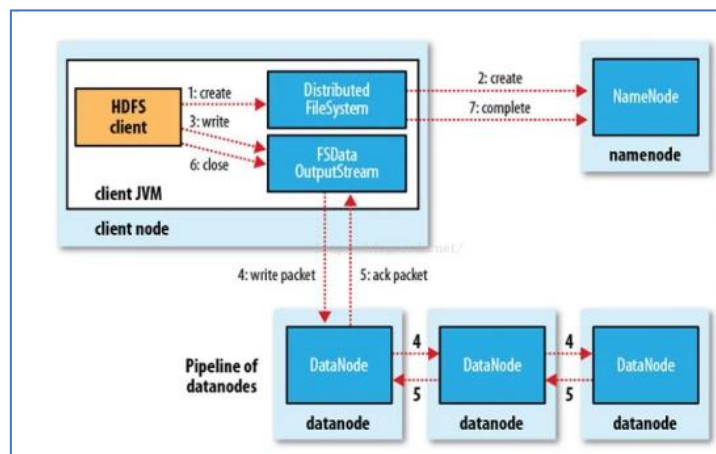 HDFS
client
1: create
3: write
6: close
Distributed
FileSystem
FSData
OutputStream
2: create
7: complete
NameNode
namenode
client JVM
client node
4: write packet
5: ack packet
Pipeline of
datanodes
DataNode
4
5
DataNode
4
5
DataNode
datanode
datanode
datanode